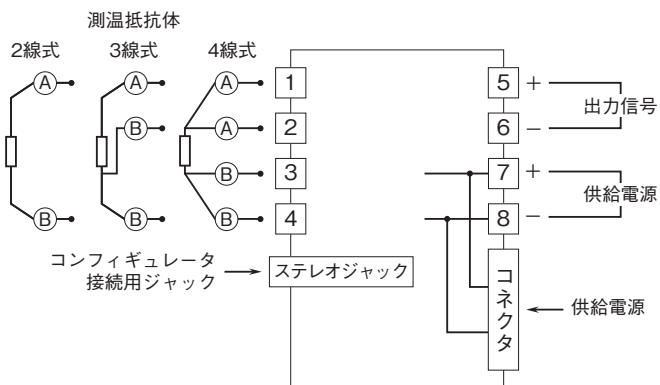 測温抵抗体
2線式 3線式 4線式
A A A 1 5 + 出力信号
B A 2 6 −
B 3 7 + 供給電源
B B B 4 8 −
コンフィギュレータ
接続用ジャック
ステレオジャック
コネクタ
供給電源